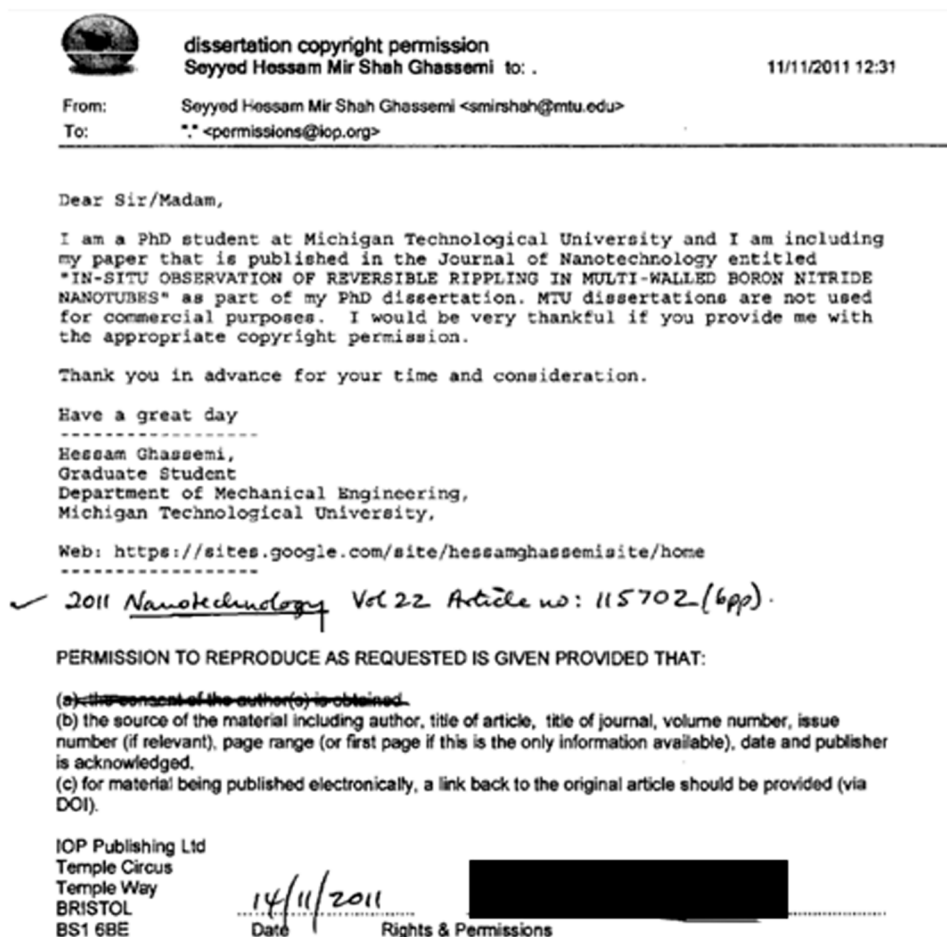 dissertation copyright permission
Seyyed Hessam Mir Shah Ghassemi to: .
11/11/2011 12:31
From: Seyyed Hessam Mir Shah Ghassemi <smirshah@mtu.edu>
To: "." <permissions@iop.org>
Dear Sir/Madam,
I am a PhD student at Michigan Technological University and I am including
my paper that is published in the Journal of Nanotechnology entitled
"IN-SITU OBSERVATION OF REVERSIBLE RIPPLING IN MULTI-WALLED BORON NITRIDE
NANOTUBES" as part of my PhD dissertation. MTU dissertations are not used
for commercial purposes. I would be very thankful if you provide me with
the appropriate copyright permission.
Thank you in advance for your time and consideration.
Have a great day
-------------------
Hessam Ghassemi,
Graduate Student
Department of Mechanical Engineering,
Michigan Technological University,
Web: https://sites.google.com/site/hessamghassemisite/home
-------------------
✓ 2011 Nanotechnology Vol 22 Article no: 115702 (6pp).
PERMISSION TO REPRODUCE AS REQUESTED IS GIVEN PROVIDED THAT:
(a) the consent of the author(s) is obtained
(b) the source of the material including author, title of article, title of journal, volume number, issue
number (if relevant), page range (or first page if this is the only information available), date and publisher
is acknowledged.
(c) for material being published electronically, a link back to the original article should be provided (via
DOI).
IOP Publishing Ltd
Temple Circus
Temple Way
BRISTOL
BS1 6BE
14/11/2011
Date
Rights & Permissions